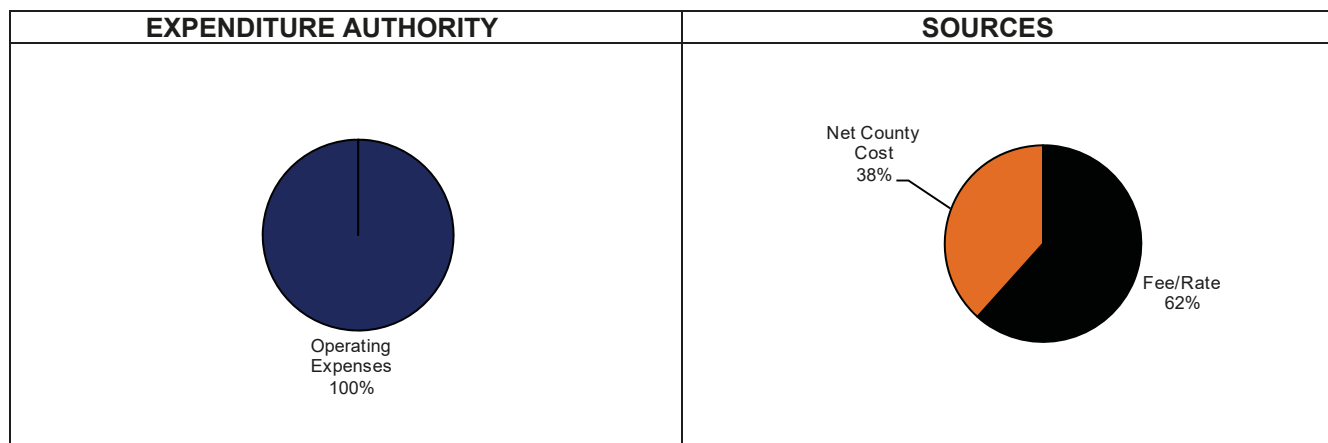 EXPENDITURE AUTHORITY
SOURCES
Operating
Expenses
100%
Net County
Cost
38%
Fee/Rate
62%